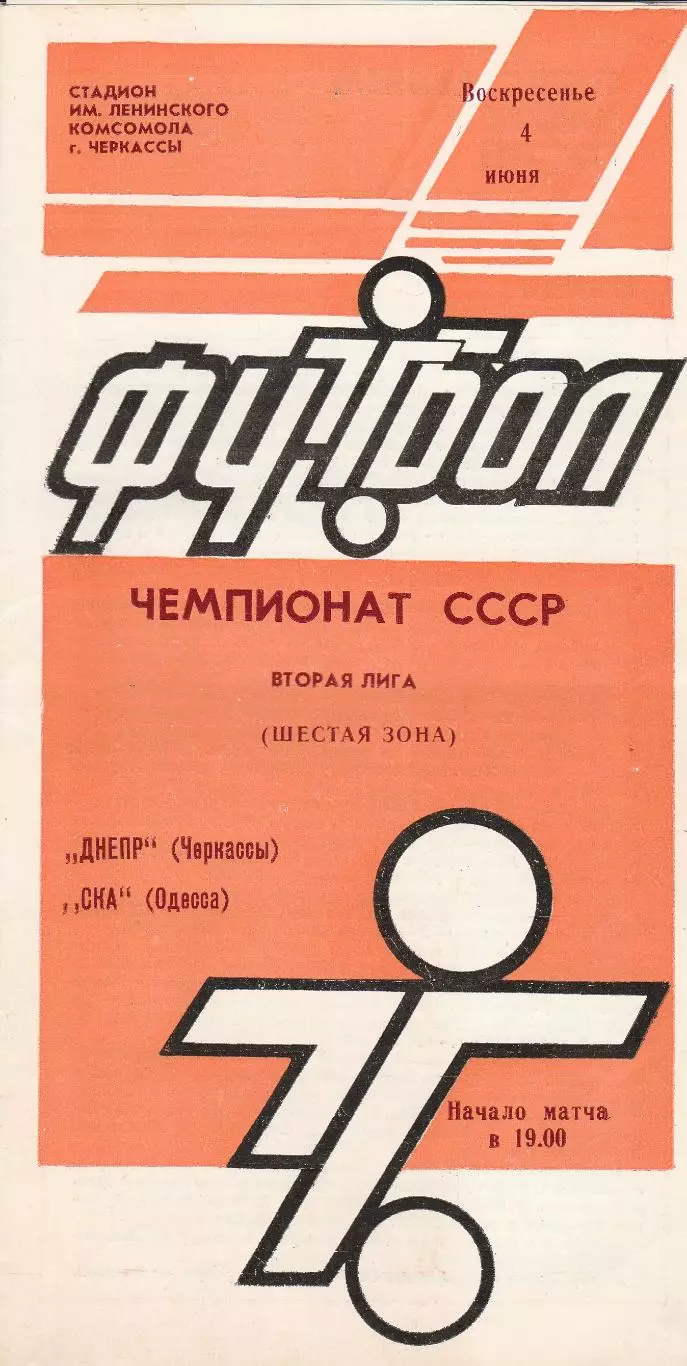 СТАДИОН
ИМ. ЛЕНИНСКОГО
КОМСОМОЛА
г. ЧЕРКАССЫ
Воскресенье
4
июня
ФУТБОЛ
ЧЕМПИОНАТ СССР
ВТОРАЯ ЛИГА
(ШЕСТАЯ ЗОНА)
„ДНЕПР“ (Черкассы)
„СКА“ (Одесса)
Начало матча
в 19.00